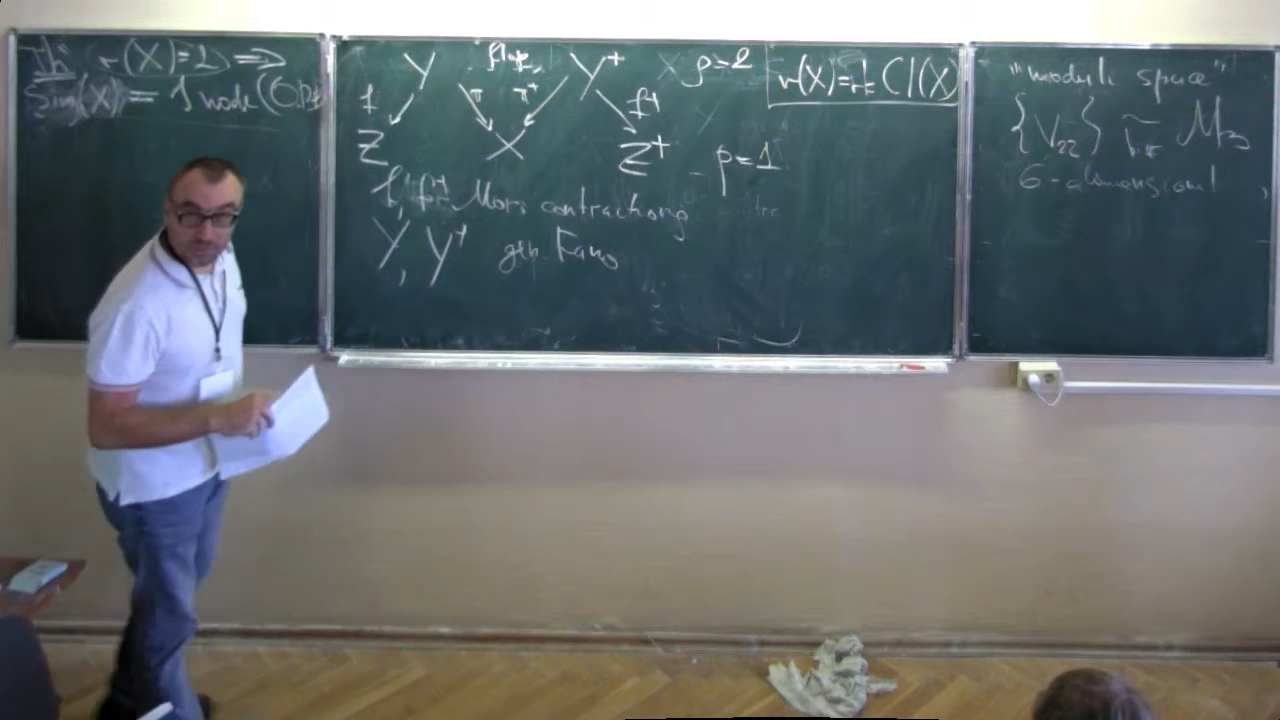 Th r(X)=2 ⇒
Sing(X) = 1 node (O.D.P.)
Y flop Y⁺ ρ=2
f π π⁺ f⁺
Z X Z⁺ ρ=1
f, f⁺ Mori contractions
Y, Y⁺ gen. Fano
r(X)=rk Cl(X)
"moduli space"
{V₂₂} ~ M₃
6-dimensional